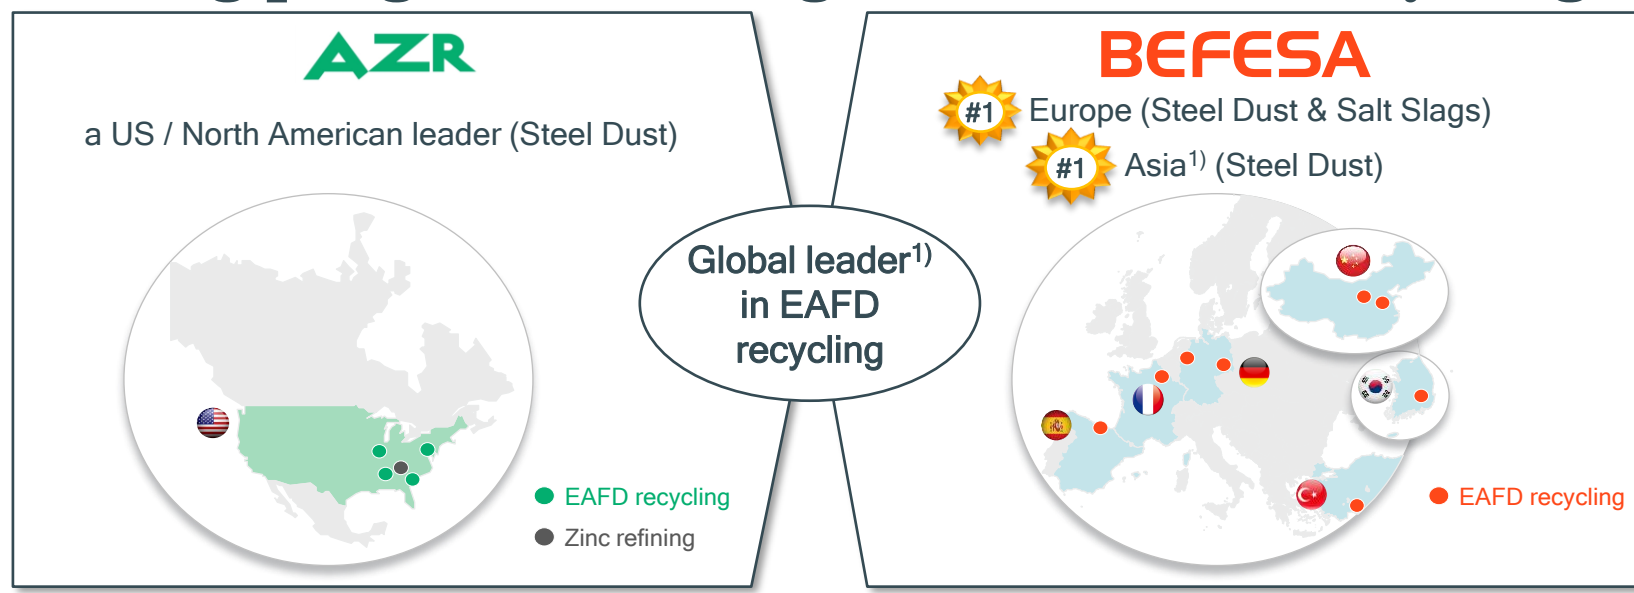 AZR
a US / North American leader (Steel Dust)
EAFD recycling
Zinc refining
Global leader1)
in EAFD
recycling
BEFESA
#1 Europe (Steel Dust & Salt Slags)
#1 Asia1) (Steel Dust)
EAFD recycling